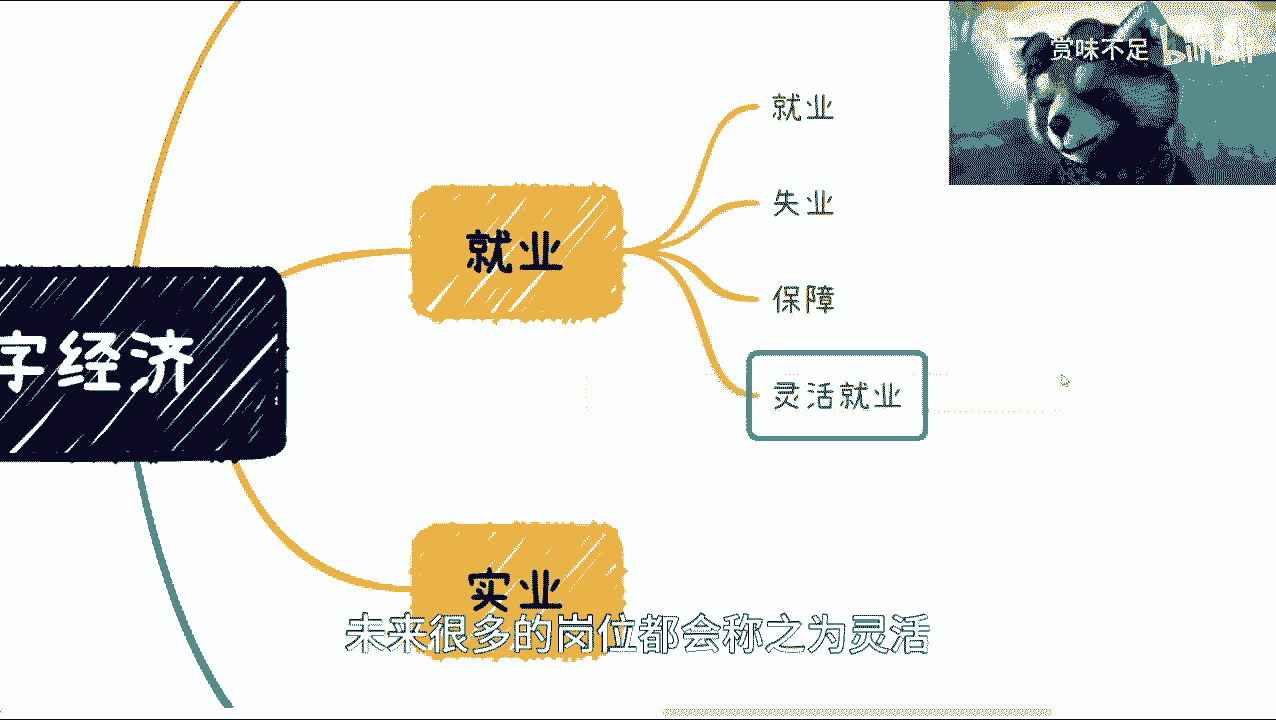 赏味不足 bilibili
就业
失业
就业
保障
字经济
灵活就业
实业
未来很多的岗位都会称之为灵活